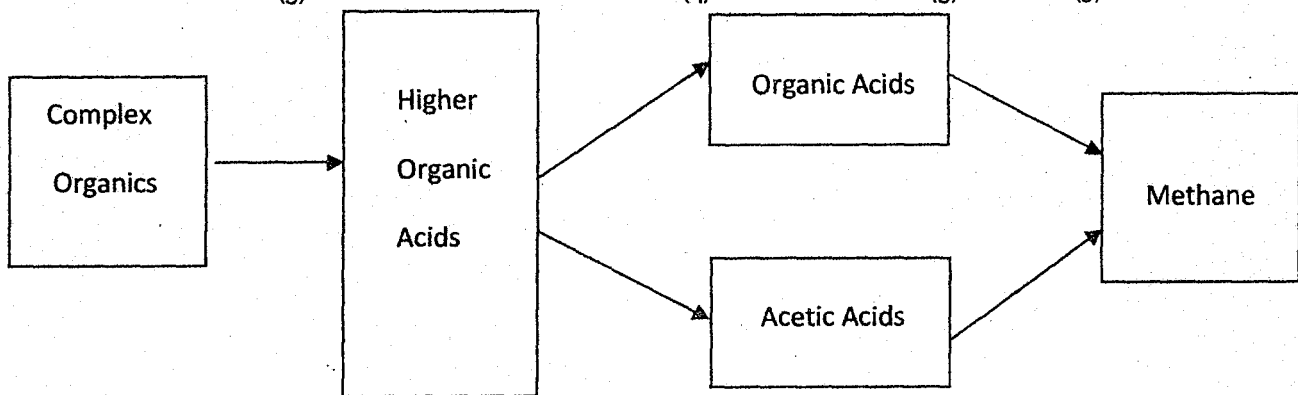 Complex
Organics
Higher
Organic
Acids
Organic Acids
Acetic Acids
Methane